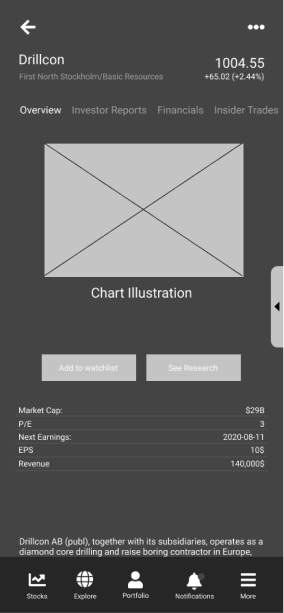 Drillcon
1004.55
First North Stockholm/Basic Resources
+65.02 (+2.44%)
Overview Investor Reports Financials Insider Trades
Chart Illustration
Add to watchlist See Research
Market Cap: $29B
P/E 3
Next Earnings: 2020-08-11
EPS 10$
Revenue 140,000$
Drillcon AB (publ), together with its subsidiaries, operates as a
diamond core drilling and raise boring contractor in Europe,
Stocks Explore Portfolio Notifications More